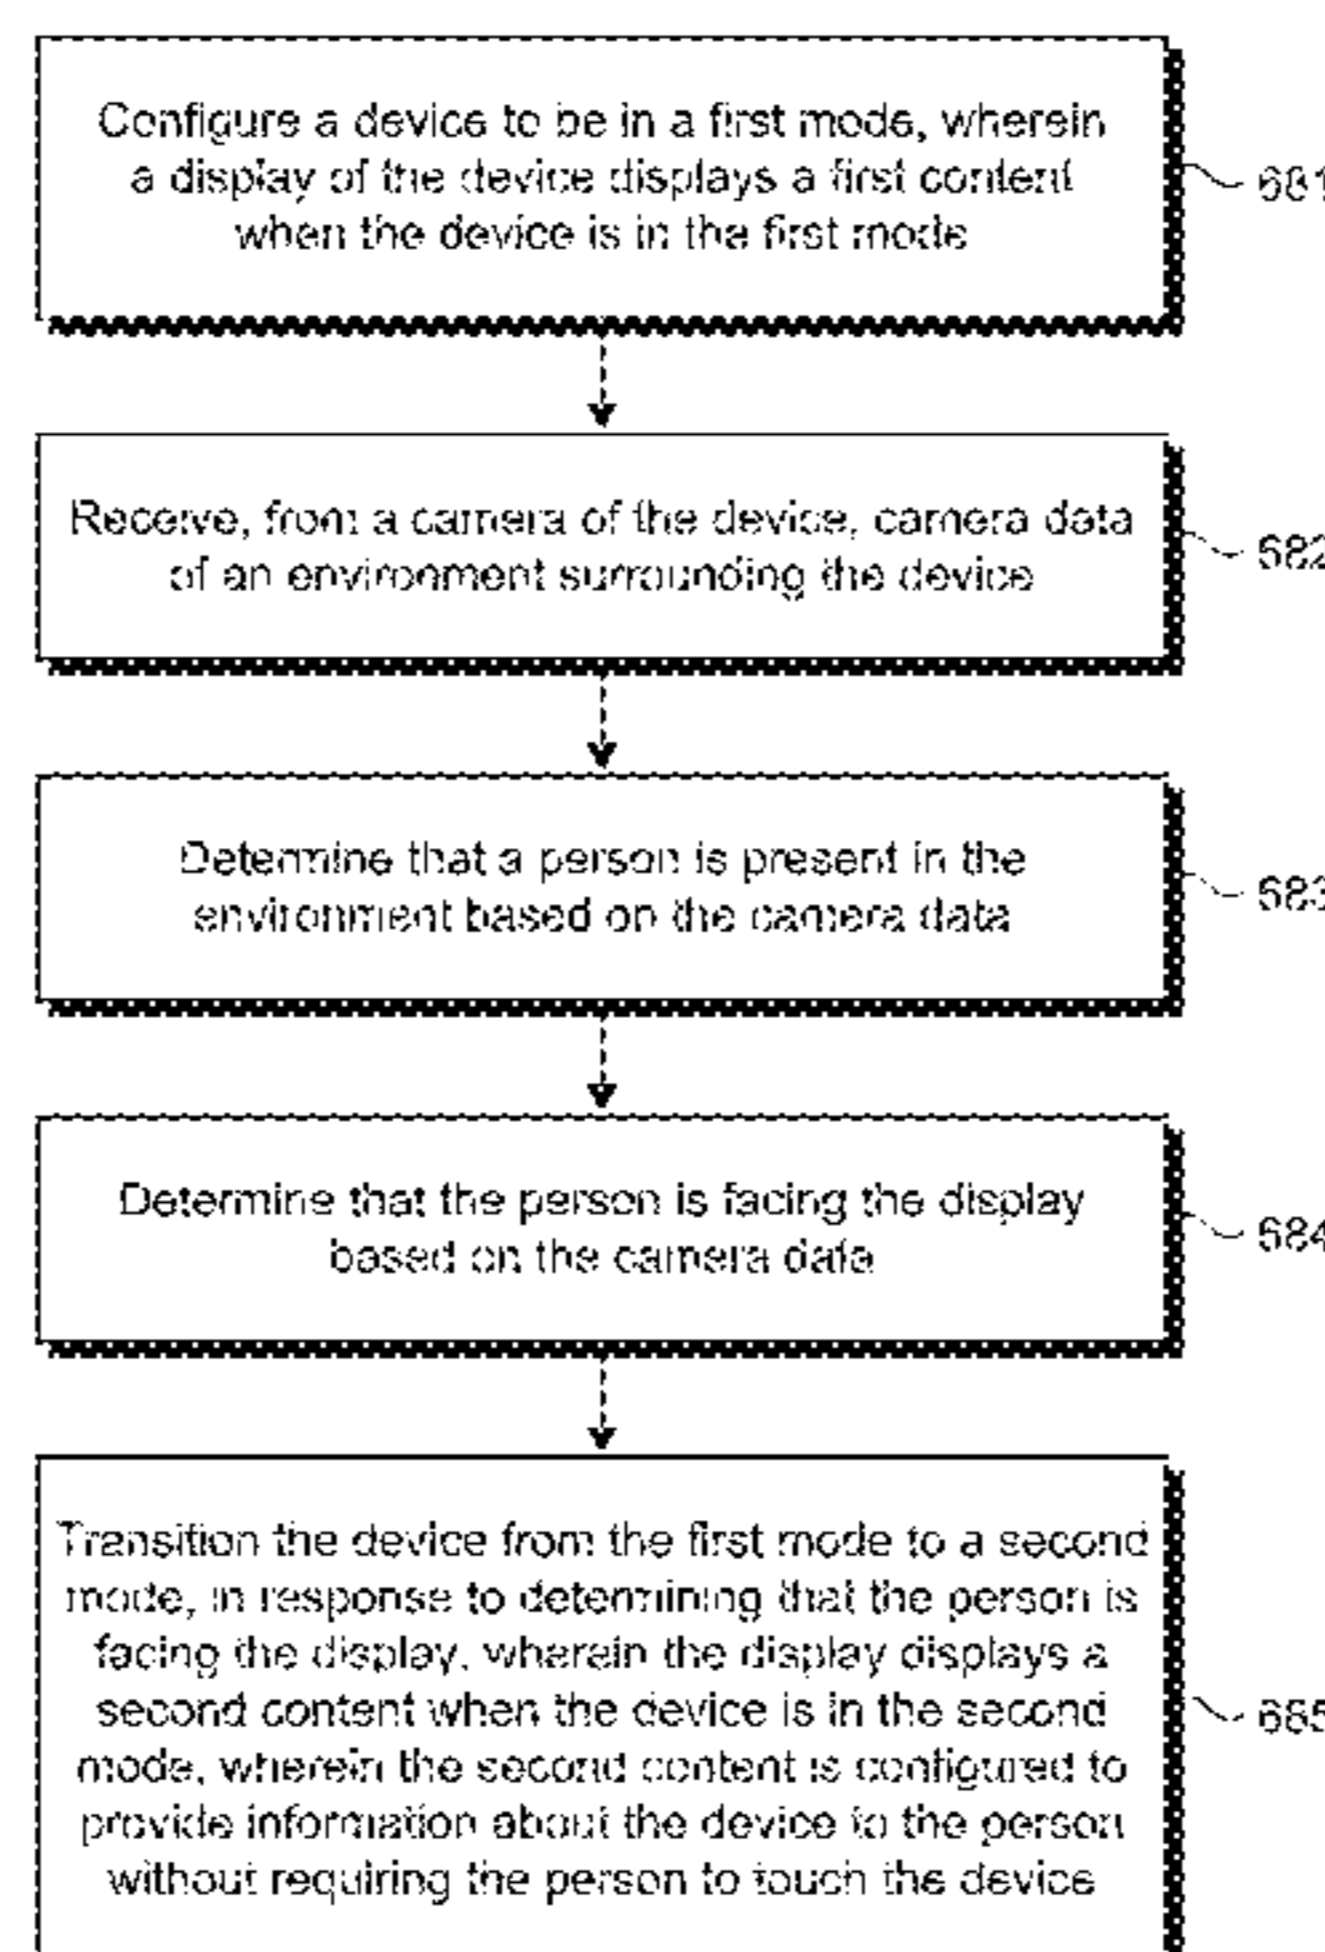 Configure a device to be in a first mode, wherein
a display of the device displays a first content
when the device is in the first mode
681
Receive, from a camera of the device, camera data
of an environment surrounding the device
682
Determine that a person is present in the
environment based on the camera data
683
Determine that the person is facing the display
based on the camera data
684
Transition the device from the first mode to a second
mode, in response to determining that the person is
facing the display, wherein the display displays a
second content when the device is in the second
mode, wherein the second content is configured to
provide information about the device to the person
without requiring the person to touch the device
685